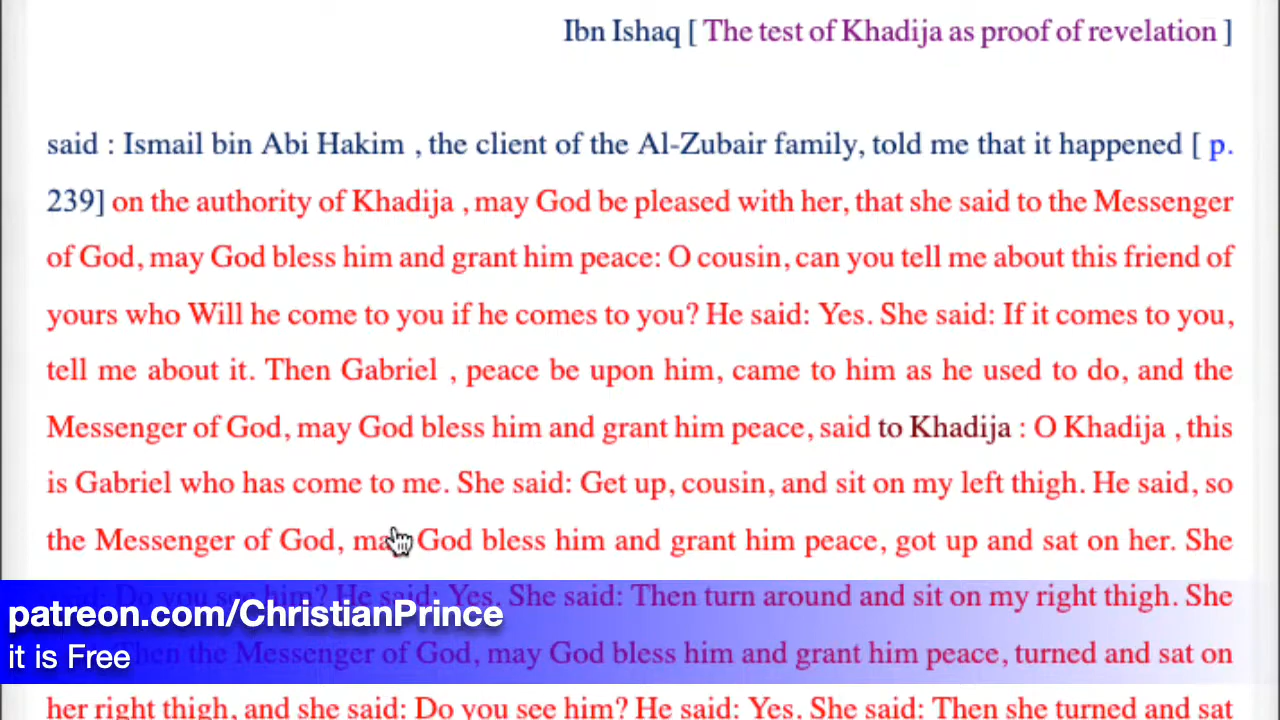 Ibn Ishaq [ The test of Khadija as proof of revelation ]
said : Ismail bin Abi Hakim , the client of the Al-Zubair family, told me that it happened [ p.
239] on the authority of Khadija , may God be pleased with her, that she said to the Messenger
of God, may God bless him and grant him peace: O cousin, can you tell me about this friend of
yours who Will he come to you if he comes to you? He said: Yes. She said: If it comes to you,
tell me about it. Then Gabriel , peace be upon him, came to him as he used to do, and the
Messenger of God, may God bless him and grant him peace, said to Khadija : O Khadija , this
is Gabriel who has come to me. She said: Get up, cousin, and sit on my left thigh. He said, so
the Messenger of God, may God bless him and grant him peace, got up and sat on her. She
said: Do you see him? He said: Yes. She said: Then turn around and sit on my right thigh. She
Then the Messenger of God, may God bless him and grant him peace, turned and sat on
her right thigh, and she said: Do you see him? He said: Yes. She said: Then she turned and sat
patreon.com/ChristianPrince
it is Free